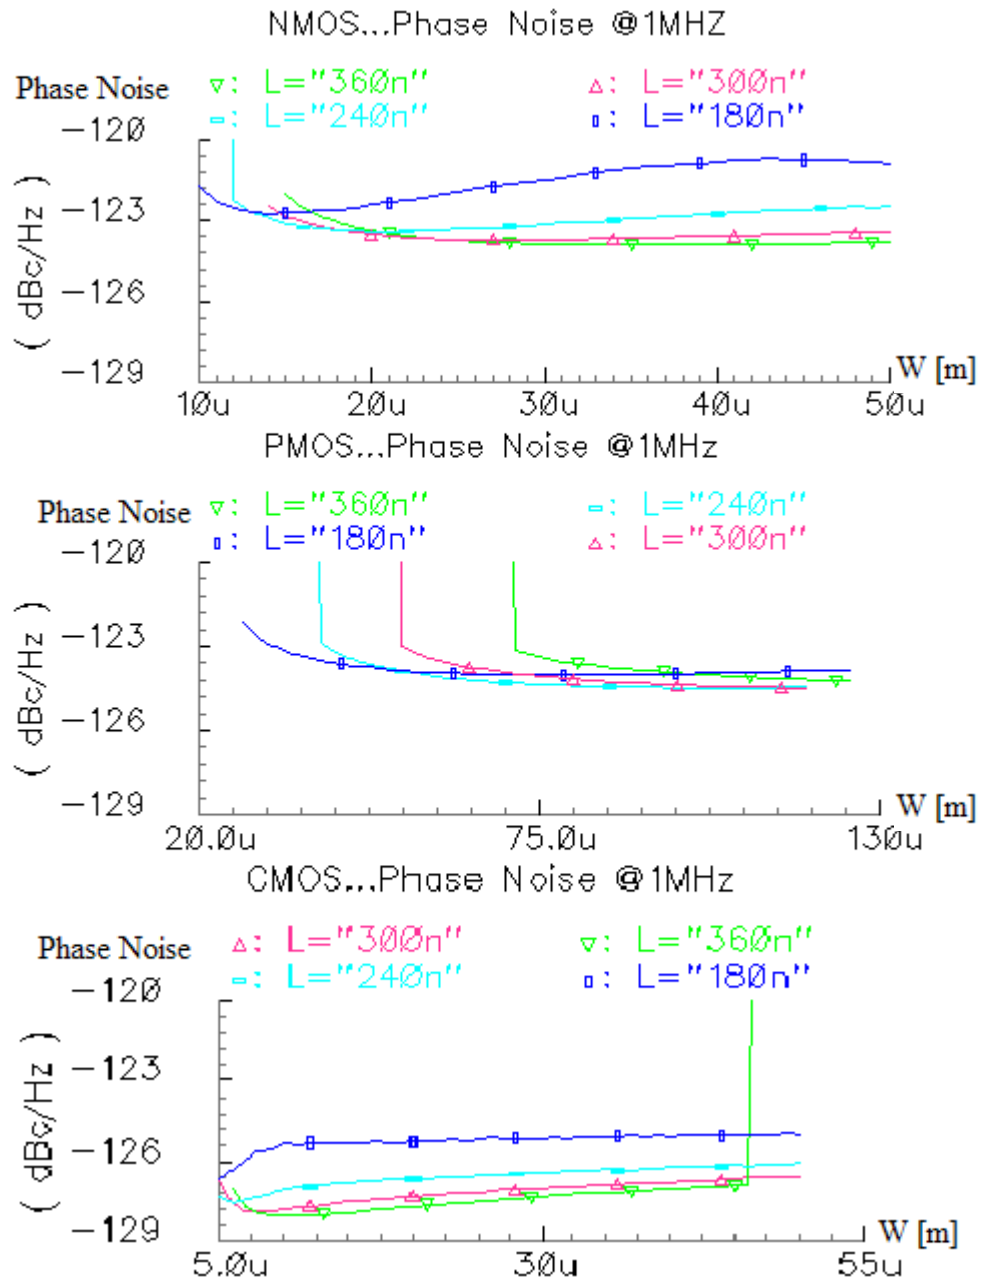 NMOS...Phase Noise @1MHZ
Phase Noise
L="360n"
L="300n"
L="240n"
L="180n"
-120
-123
-126
-129
( dBc/Hz )
10u 20u 30u 40u 50u
W [m]
PMOS...Phase Noise @1MHz
Phase Noise
L="360n"
L="240n"
L="180n"
L="300n"
-120
-123
-126
-129
( dBc/Hz )
20.0u 75.0u 130u
W [m]
CMOS...Phase Noise @1MHz
Phase Noise
L="300n"
L="360n"
L="240n"
L="180n"
-120
-123
-126
-129
( dBc/Hz )
5.0u 30u 55u
W [m]